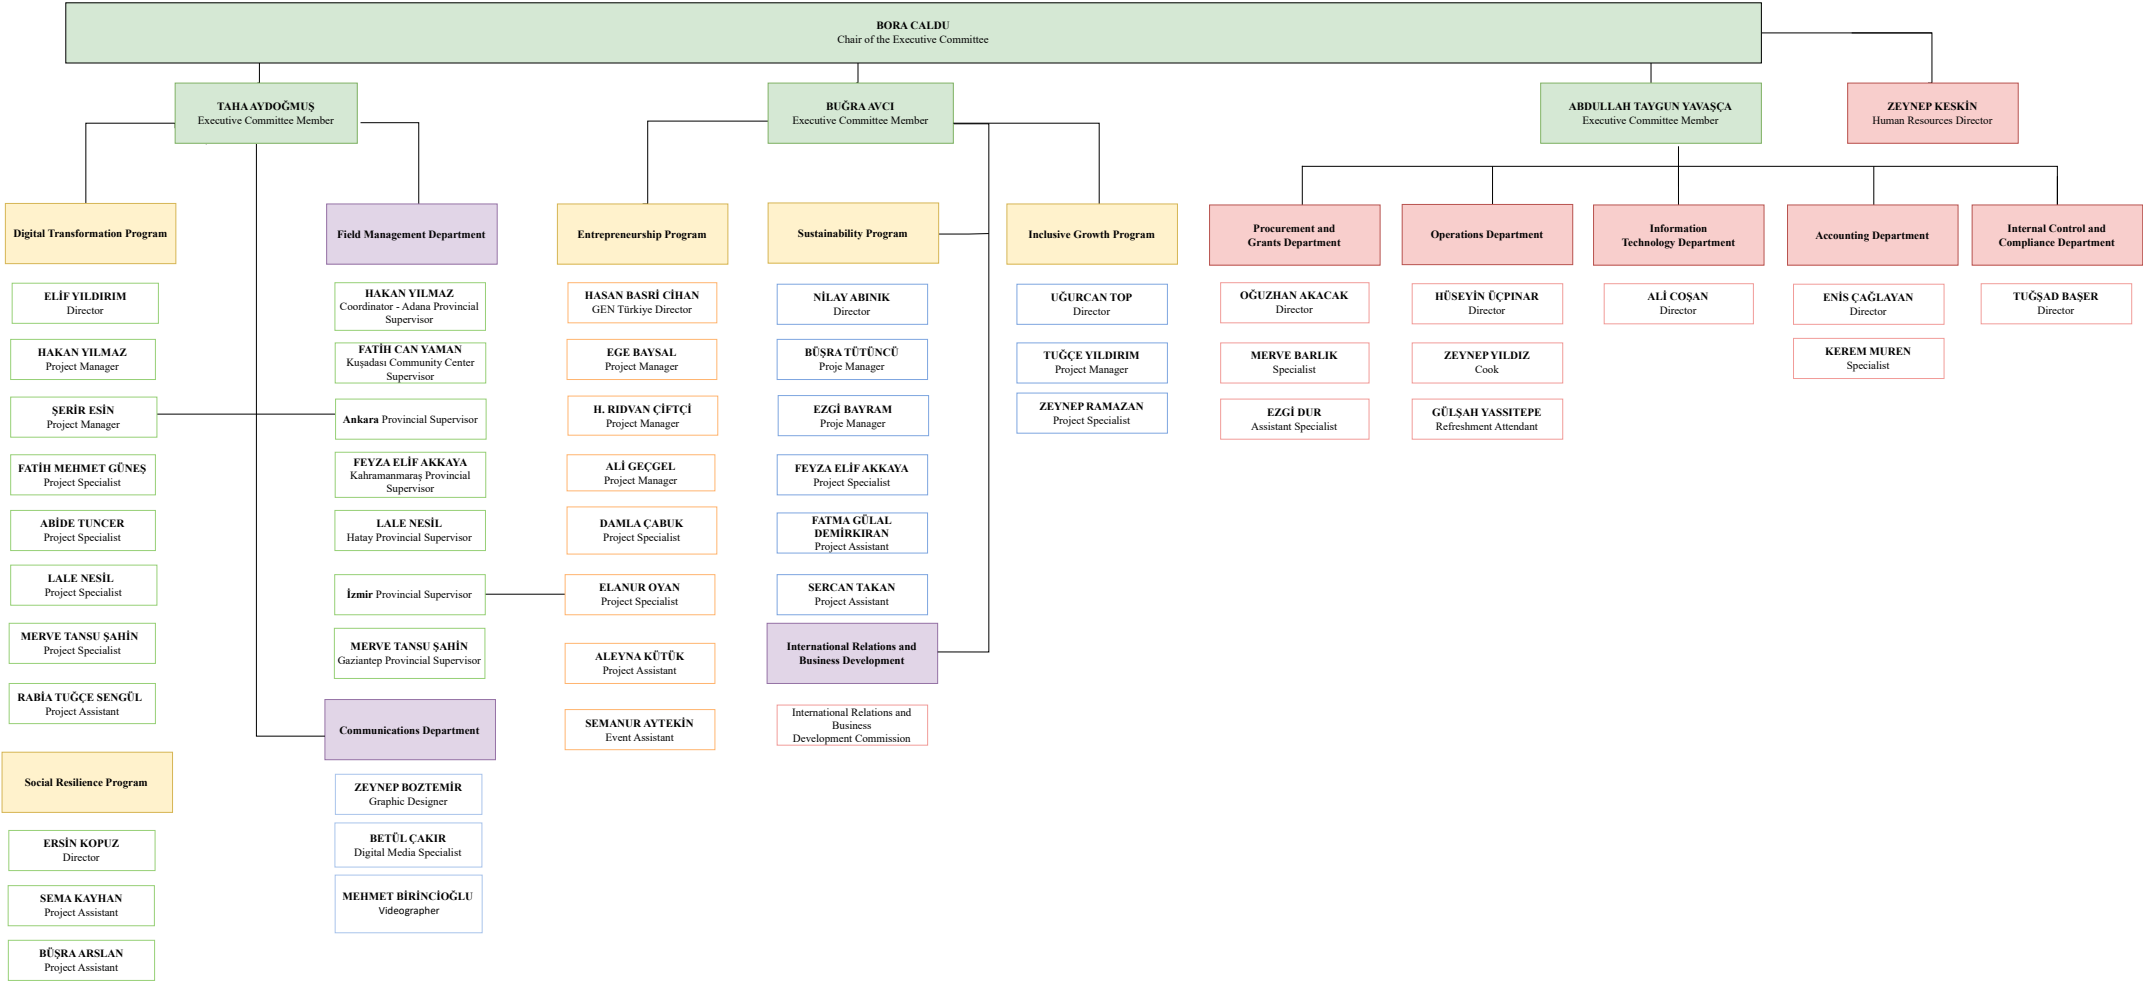 BORA CALDU
Chair of the Executive Committee
TAHA AYDOĞMUŞ
Executive Committee Member
BUĞRA AVCI
Executive Committee Member
ABDULLAH TAYGUN YAVAŞÇA
Executive Committee Member
ZEYNEP KESKİN
Human Resources Director
Digital Transformation Program
ELİF YILDIRIM
Director
HAKAN YILMAZ
Project Manager
ŞERİR ESİN
Project Manager
FATİH MEHMET GÜNEŞ
Project Specialist
ABİDE TUNCER
Project Specialist
LALE NESİL
Project Specialist
MERVE TANSU ŞAHİN
Project Specialist
RABİA TUĞÇE SENGÜL
Project Assistant
Social Resilience Program
ERSİN KOPUZ
Director
SEMA KAYHAN
Project Assistant
BÜŞRA ARSLAN
Project Assistant
Field Management Department
HAKAN YILMAZ
Coordinator - Adana Provincial
Supervisor
FATİH CAN YAMAN
Kuşadası Community Center
Supervisor
Ankara Provincial Supervisor
FEYZA ELİF AKKAYA
Kahramanmaraş Provincial
Supervisor
LALE NESİL
Hatay Provincial Supervisor
İzmir Provincial Supervisor
MERVE TANSU ŞAHİN
Gaziantep Provincial Supervisor
Communications Department
ZEYNEP BOZTEMİR
Graphic Designer
BETÜL ÇAKIR
Digital Media Specialist
MEHMET BİRİNCİOĞLU
Videographer
Entrepreneurship Program
HASAN BASRİ CİHAN
GEN Türkiye Director
EGE BAYSAL
Project Manager
H. RIDVAN ÇİFTÇİ
Project Manager
ALİ GEÇGEL
Project Manager
DAMLA ÇABUK
Project Specialist
ELANUR OYAN
Project Specialist
ALEYNA KÜTÜK
Project Assistant
SEMANUR AYTEKİN
Event Assistant
Sustainability Program
NİLAY ABINIK
Director
BÜŞRA TÜTÜNCÜ
Proje Manager
EZGİ BAYRAM
Proje Manager
FEYZA ELİF AKKAYA
Project Specialist
FATMA GÜLAL
DEMİRKIRAN
Project Assistant
SERCAN TAKAN
Project Assistant
International Relations and
Business Development
International Relations and
Business
Development Commission
Inclusive Growth Program
UĞURCAN TOP
Director
TUĞÇE YILDIRIM
Project Manager
ZEYNEP RAMAZAN
Project Specialist
Procurement and
Grants Department
OĞUZHAN AKACAK
Director
MERVE BARLIK
Specialist
EZGİ DUR
Assistant Specialist
Operations Department
HÜSEYİN ÜÇPINAR
Director
ZEYNEP YILDIZ
Cook
GÜLŞAH YASSITEPE
Refreshment Attendant
Information
Technology Department
ALİ COŞAN
Director
Accounting Department
ENİS ÇAĞLAYAN
Director
KEREM MUREN
Specialist
Internal Control and
Compliance Department
TUĞŞAD BAŞER
Director